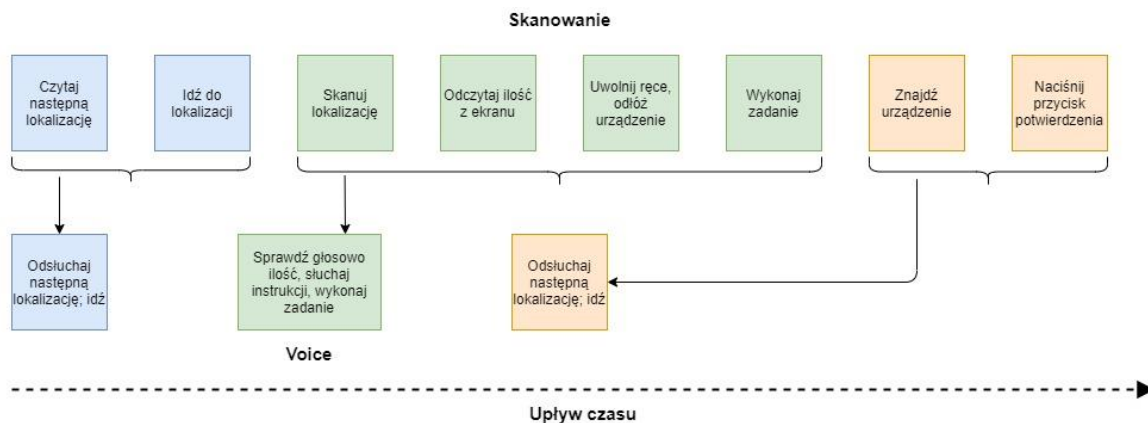 Skanowanie
Czytaj
następną
lokalizację
Idź do
lokalizacji
Skanuj
lokalizację
Odczytaj ilość
z ekranu
Uwolnij ręce,
odłóż
urządzenie
Wykonaj
zadanie
Znajdź
urządzenie
Naciśnij
przycisk
potwierdzenia
Odsłuchaj
następną
lokalizację; idź
Sprawdź głosowo
ilość, słuchaj
instrukcji, wykonaj
zadanie
Odsłuchaj
następną
lokalizację; idź
Voice
Upływ czasu